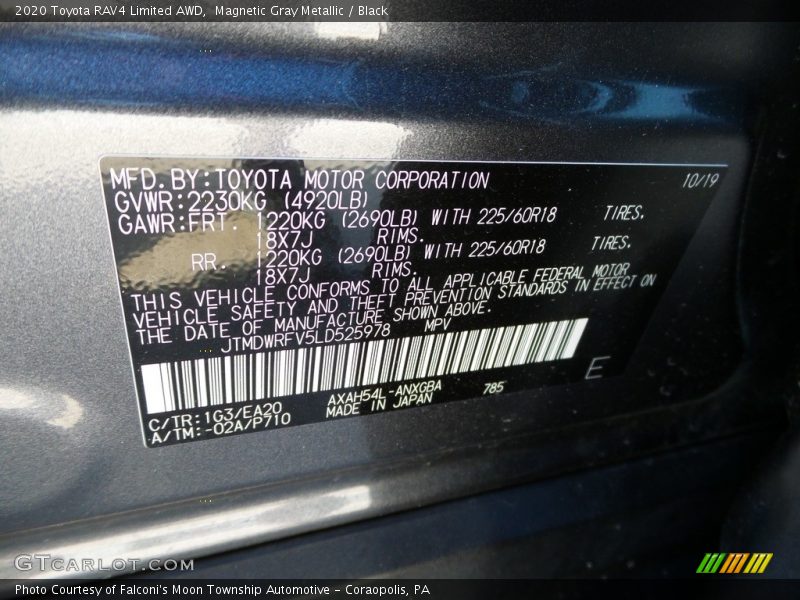 2020 Toyota RAV4 Limited AWD, Magnetic Gray Metallic / Black
MFD. BY: TOYOTA MOTOR CORPORATION 10/19
GVWR: 2230KG (4920LB)
GAWR: FRT. 1220KG (2690LB) WITH 225/60R18 TIRES.
18X7J RIMS.
RR. 1220KG (2690LB) WITH 225/60R18 TIRES.
18X7J RIMS.
THIS VEHICLE CONFORMS TO ALL APPLICABLE FEDERAL MOTOR
VEHICLE SAFETY AND THEFT PREVENTION STANDARDS IN EFFECT ON
THE DATE OF MANUFACTURE SHOWN ABOVE.
JTMDWRFV5LD525978 MPV
E
C/TR: 1G3/EA20 AXAH54L-ANXGBA 785
A/TM: -02A/P710 MADE IN JAPAN
GTCARLOT.COM
Photo Courtesy of Falconi's Moon Township Automotive - Coraopolis, PA